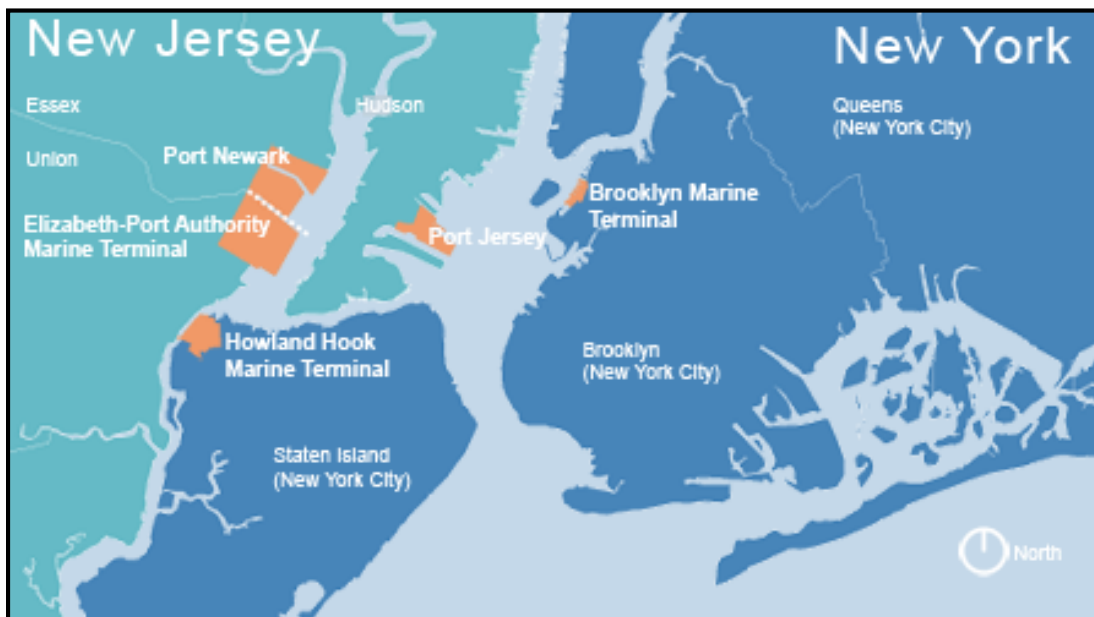 New Jersey
New York
Essex
Hudson
Queens
(New York City)
Union
Port Newark
Brooklyn Marine
Terminal
Elizabeth-Port Authority
Marine Terminal
Port Jersey
Howland Hook
Marine Terminal
Brooklyn
(New York City)
Staten Island
(New York City)
North